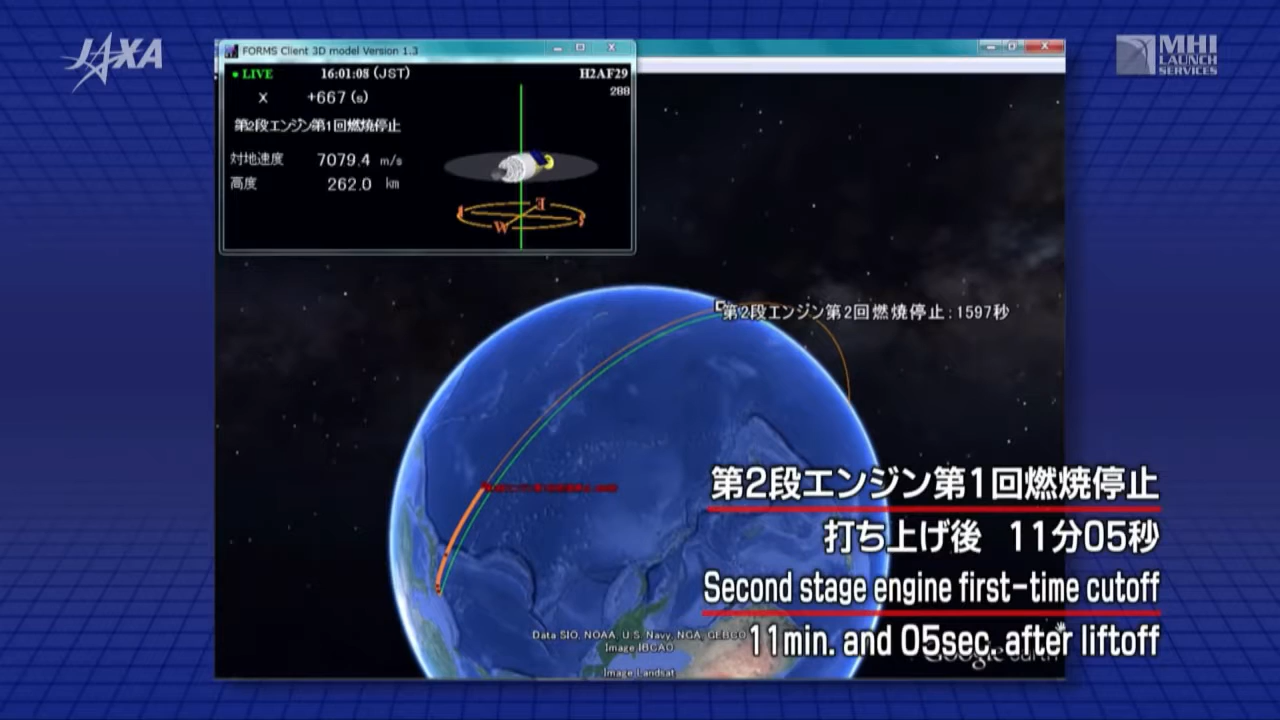 JAXA
MHI
LAUNCH
SERVICES
FORMS Client 3D model Version 1.3
LIVE 16:01:08 (JST) H2AF29
X +667 (s) 288
第2段エンジン第1回燃焼停止
対地速度 7079.4 m/s
高度 262.0 km
E
W
第2段エンジン第2回燃焼停止:1597秒
第2段エンジン第1回燃焼停止
打ち上げ後 11分05秒
Second stage engine first-time cutoff
11min. and 05sec. after liftoff
Data SIO, NOAA, U.S. Navy, NGA, GEBCO
Image IBCAO
Image Landsat
Google earth